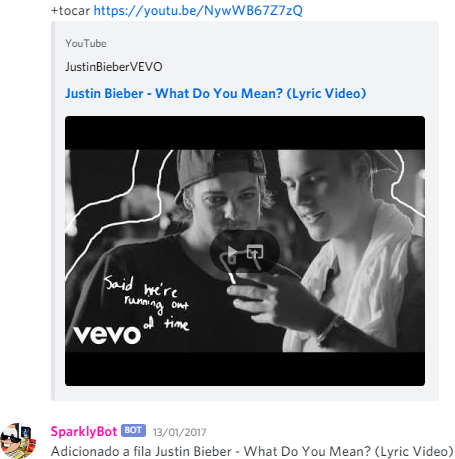 +tocar https://youtu.be/NywWB67Z7zQ
YouTube
JustinBieberVEVO
Justin Bieber - What Do You Mean? (Lyric Video)
Said we're
running out
of time
vevo
SparklyBot BOT 13/01/2017
Adicionado a fila Justin Bieber - What Do You Mean? (Lyric Video)